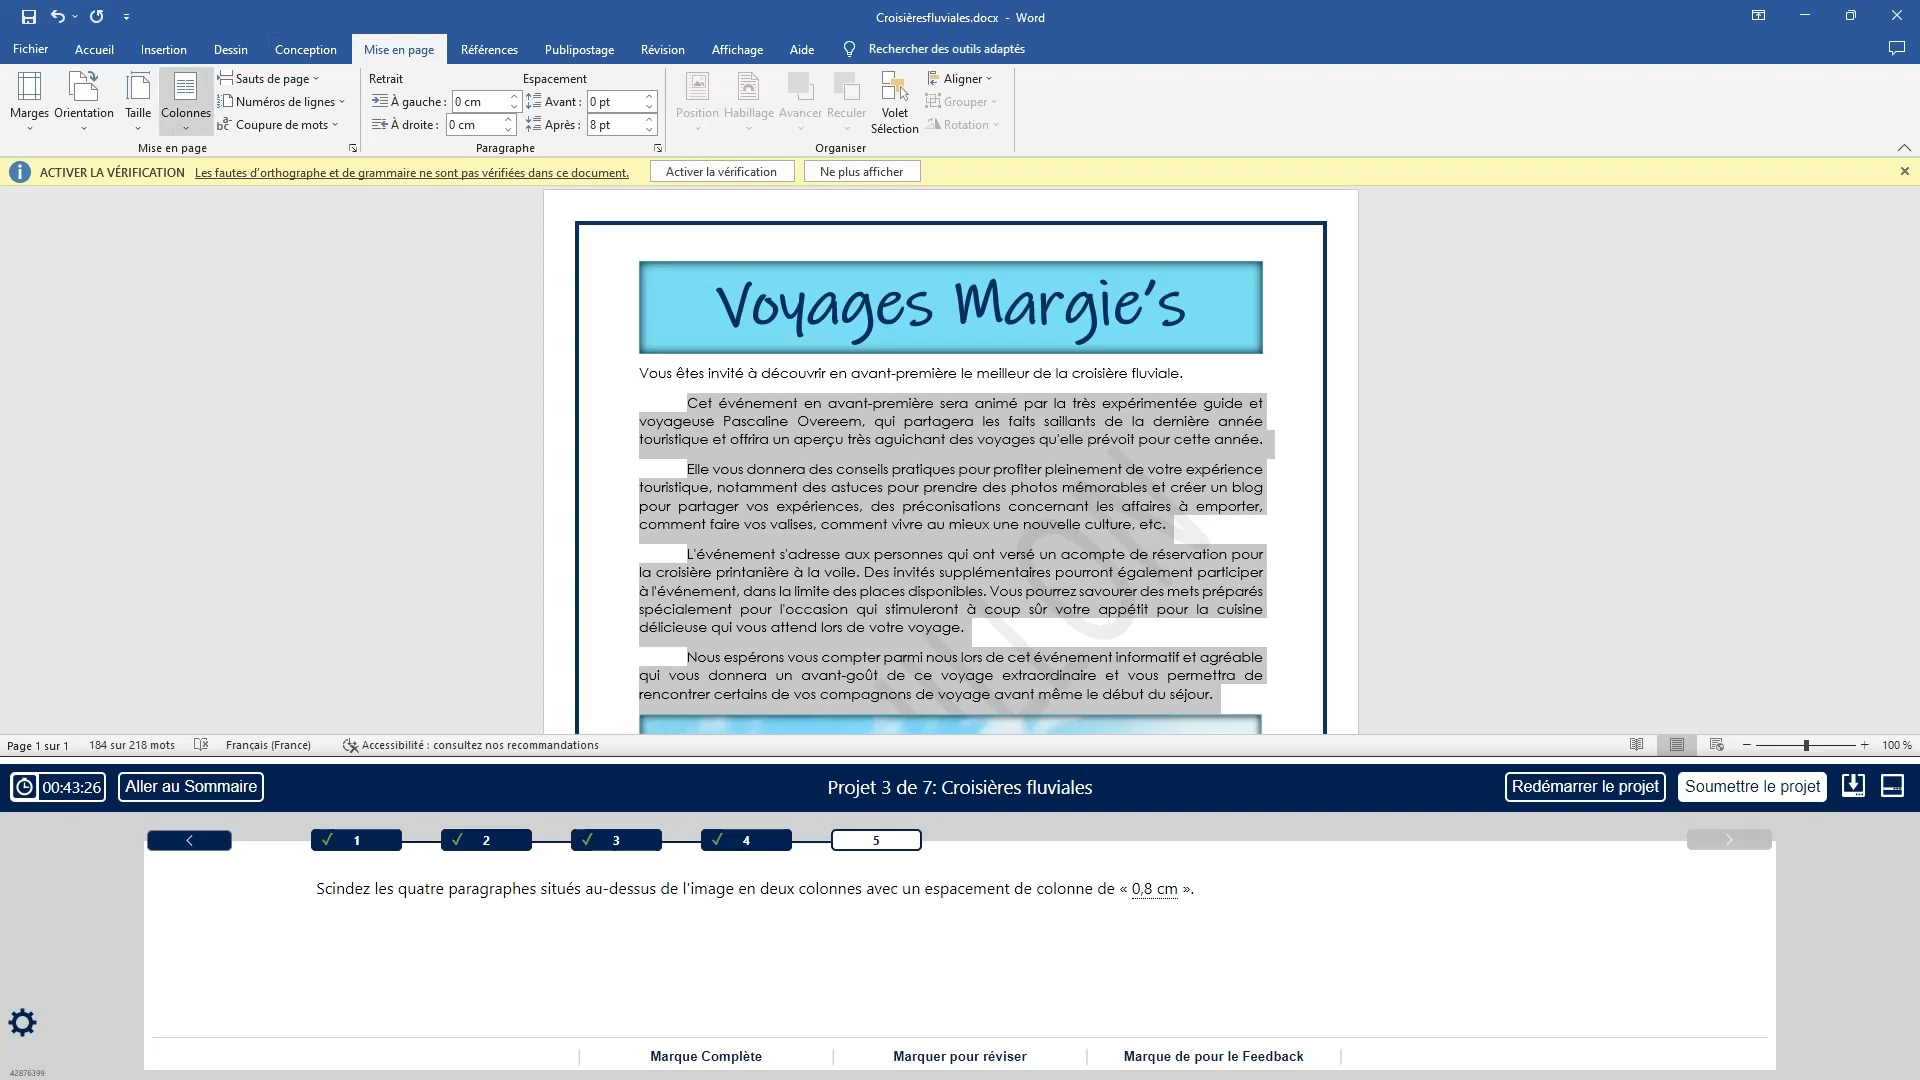 Croisièresfluviales.docx - Word
Fichier Accueil Insertion Dessin Conception Mise en page Références Publipostage Révision Affichage Aide Rechercher des outils adaptés
Marges Orientation Taille Colonnes
Sauts de page
Numéros de lignes
Coupure de mots
Mise en page
Retrait Espacement
À gauche : 0 cm Avant : 0 pt
À droite : 0 cm Après : 8 pt
Paragraphe
Position Habillage Avancer Reculer Volet Sélection
Aligner
Grouper
Rotation
Organiser
ACTIVER LA VÉRIFICATION Les fautes d'orthographe et de grammaire ne sont pas vérifiées dans ce document. Activer la vérification Ne plus afficher
Voyages Margie's
Vous êtes invité à découvrir en avant-première le meilleur de la croisière fluviale.
Cet événement en avant-première sera animé par la très expérimentée guide et
voyageuse Pascaline Overeem, qui partagera les faits saillants de la dernière année
touristique et offrira un aperçu très aguichant des voyages qu'elle prévoit pour cette année.
Elle vous donnera des conseils pratiques pour profiter pleinement de votre expérience
touristique, notamment des astuces pour prendre des photos mémorables et créer un blog
pour partager vos expériences, des préconisations concernant les affaires à emporter,
comment faire vos valises, comment vivre au mieux une nouvelle culture, etc.
L'événement s'adresse aux personnes qui ont versé un acompte de réservation pour
la croisière printanière à la voile. Des invités supplémentaires pourront également participer
à l'événement, dans la limite des places disponibles. Vous pourrez savourer des mets préparés
spécialement pour l'occasion qui stimuleront à coup sûr votre appétit pour la cuisine
délicieuse qui vous attend lors de votre voyage.
Nous espérons vous compter parmi nous lors de cet événement informatif et agréable
qui vous donnera un avant-goût de ce voyage extraordinaire et vous permettra de
rencontrer certains de vos compagnons de voyage avant même le début du séjour.
Page 1 sur 1 184 sur 218 mots Français (France) Accessibilité : consultez nos recommandations 100 %
00:43:26 Aller au Sommaire Projet 3 de 7: Croisières fluviales Redémarrer le projet Soumettre le projet
1 2 3 4 5
Scindez les quatre paragraphes situés au-dessus de l'image en deux colonnes avec un espacement de colonne de « 0,8 cm ».
Marque Complète Marquer pour réviser Marque de pour le Feedback
42876399